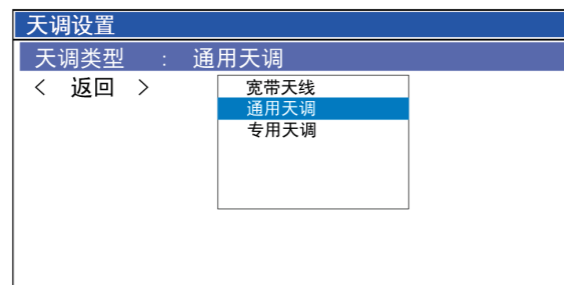 天调设置
天调类型 : 通用天调
< 返回 >
宽带天线
通用天调
专用天调